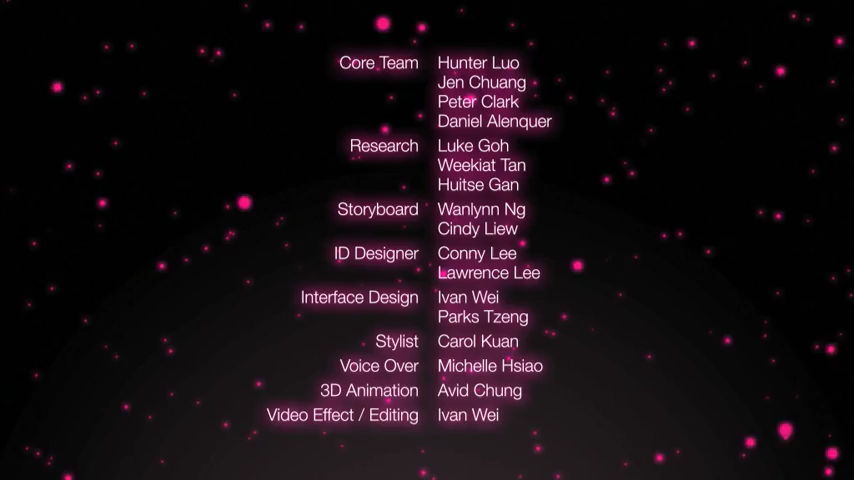 Core Team Hunter Luo
Jen Chuang
Peter Clark
Daniel Alenquer
Research Luke Goh
Weekiat Tan
Huitse Gan
Storyboard Wanlynn Ng
Cindy Liew
ID Designer Conny Lee
Lawrence Lee
Interface Design Ivan Wei
Parks Tzeng
Stylist Carol Kuan
Voice Over Michelle Hsiao
3D Animation Avid Chung
Video Effect / Editing Ivan Wei